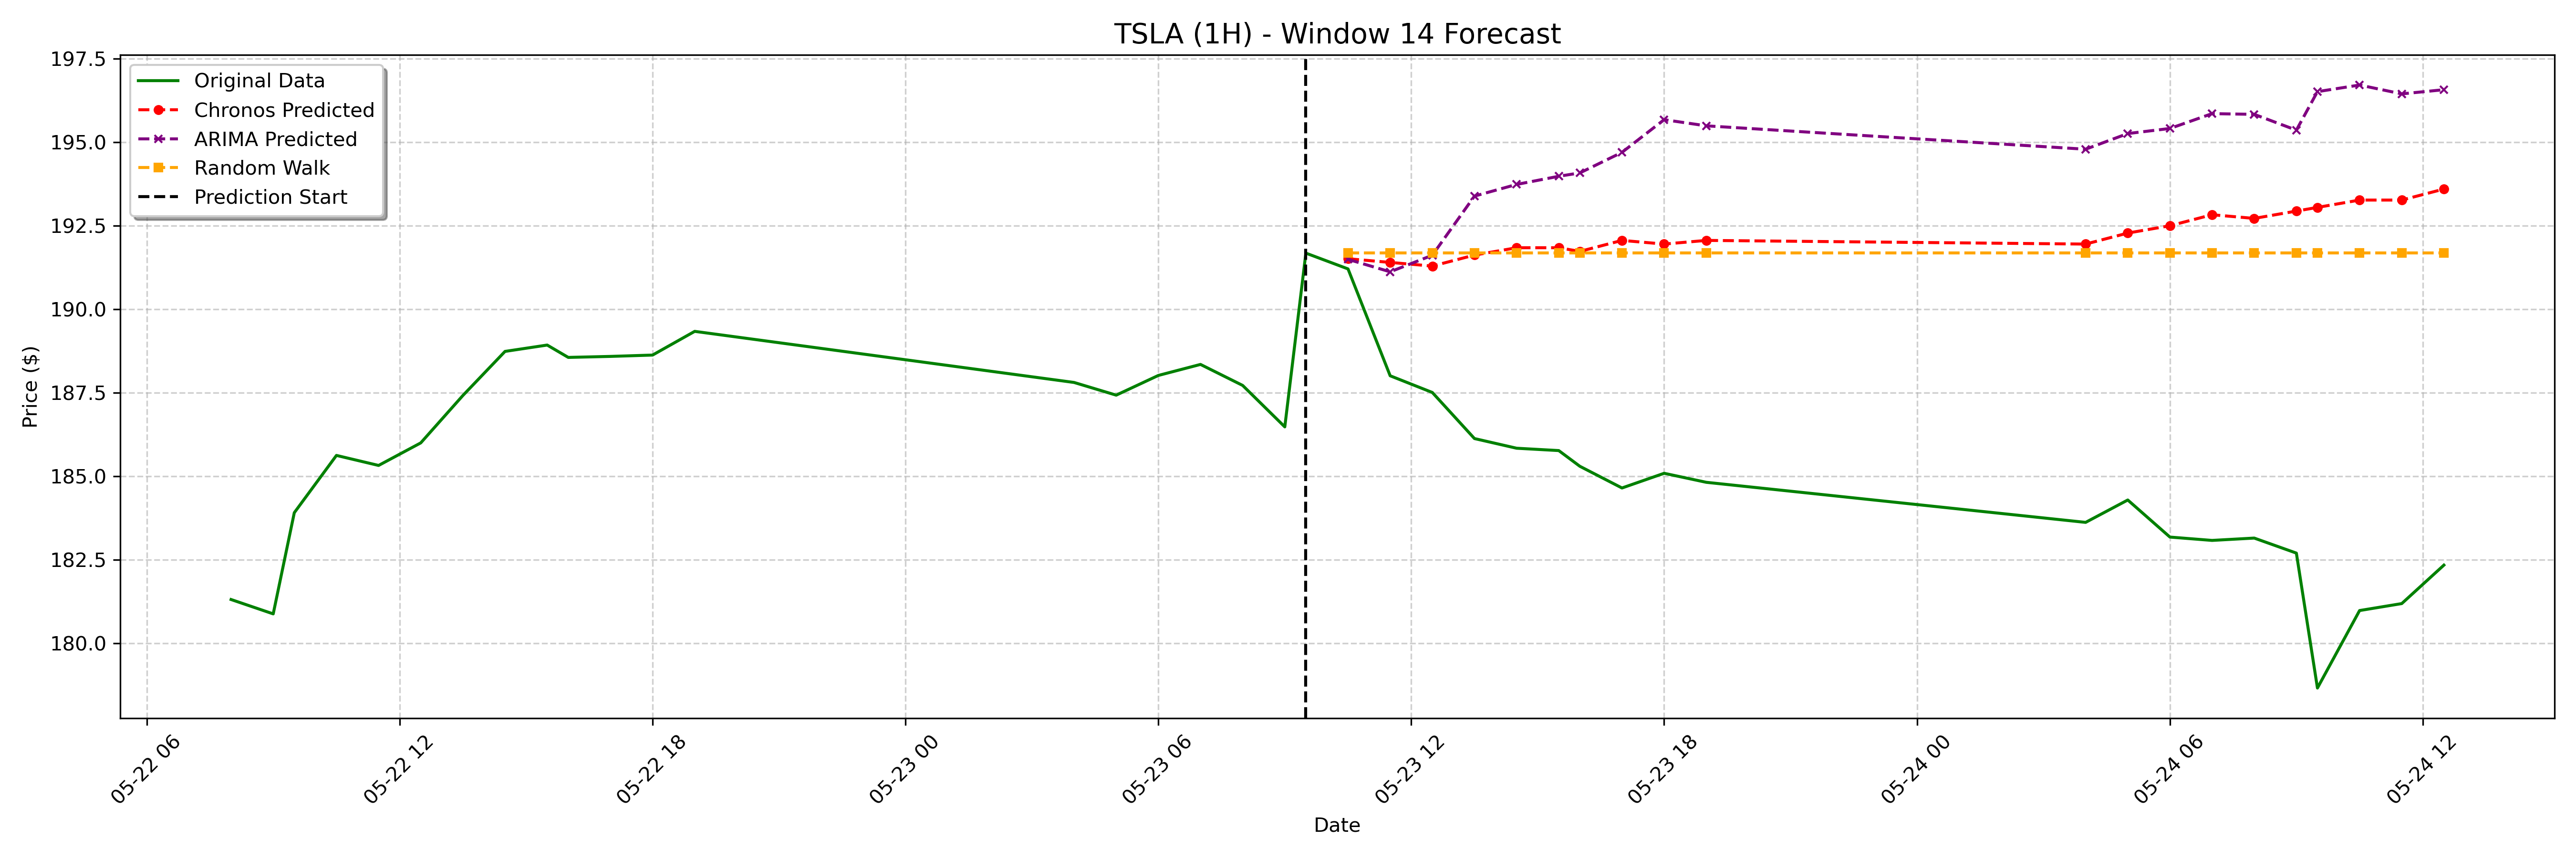 TSLA (1H) - Window 14 Forecast
Original Data
Chronos Predicted
ARIMA Predicted
Random Walk
Prediction Start
Price ($)
197.5
195.0
192.5
190.0
187.5
185.0
182.5
180.0
05-22 06
05-22 12
05-22 18
05-23 00
05-23 06
05-23 12
05-23 18
05-24 00
05-24 06
05-24 12
Date